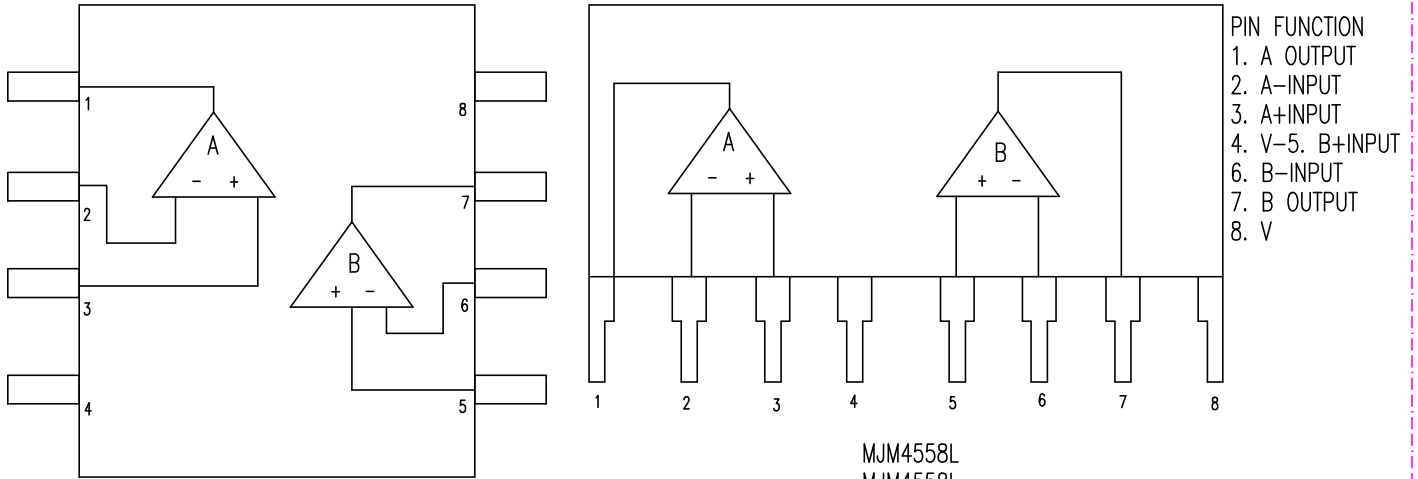 1
8
A
- +
2
7
B
+ -
3
6
4
5
A
- +
B
+ -
1 2 3 4 5 6 7 8
MJM4558L
MJM4558L
PIN FUNCTION
1. A OUTPUT
2. A-INPUT
3. A+INPUT
4. V-5. B+INPUT
6. B-INPUT
7. B OUTPUT
8. V